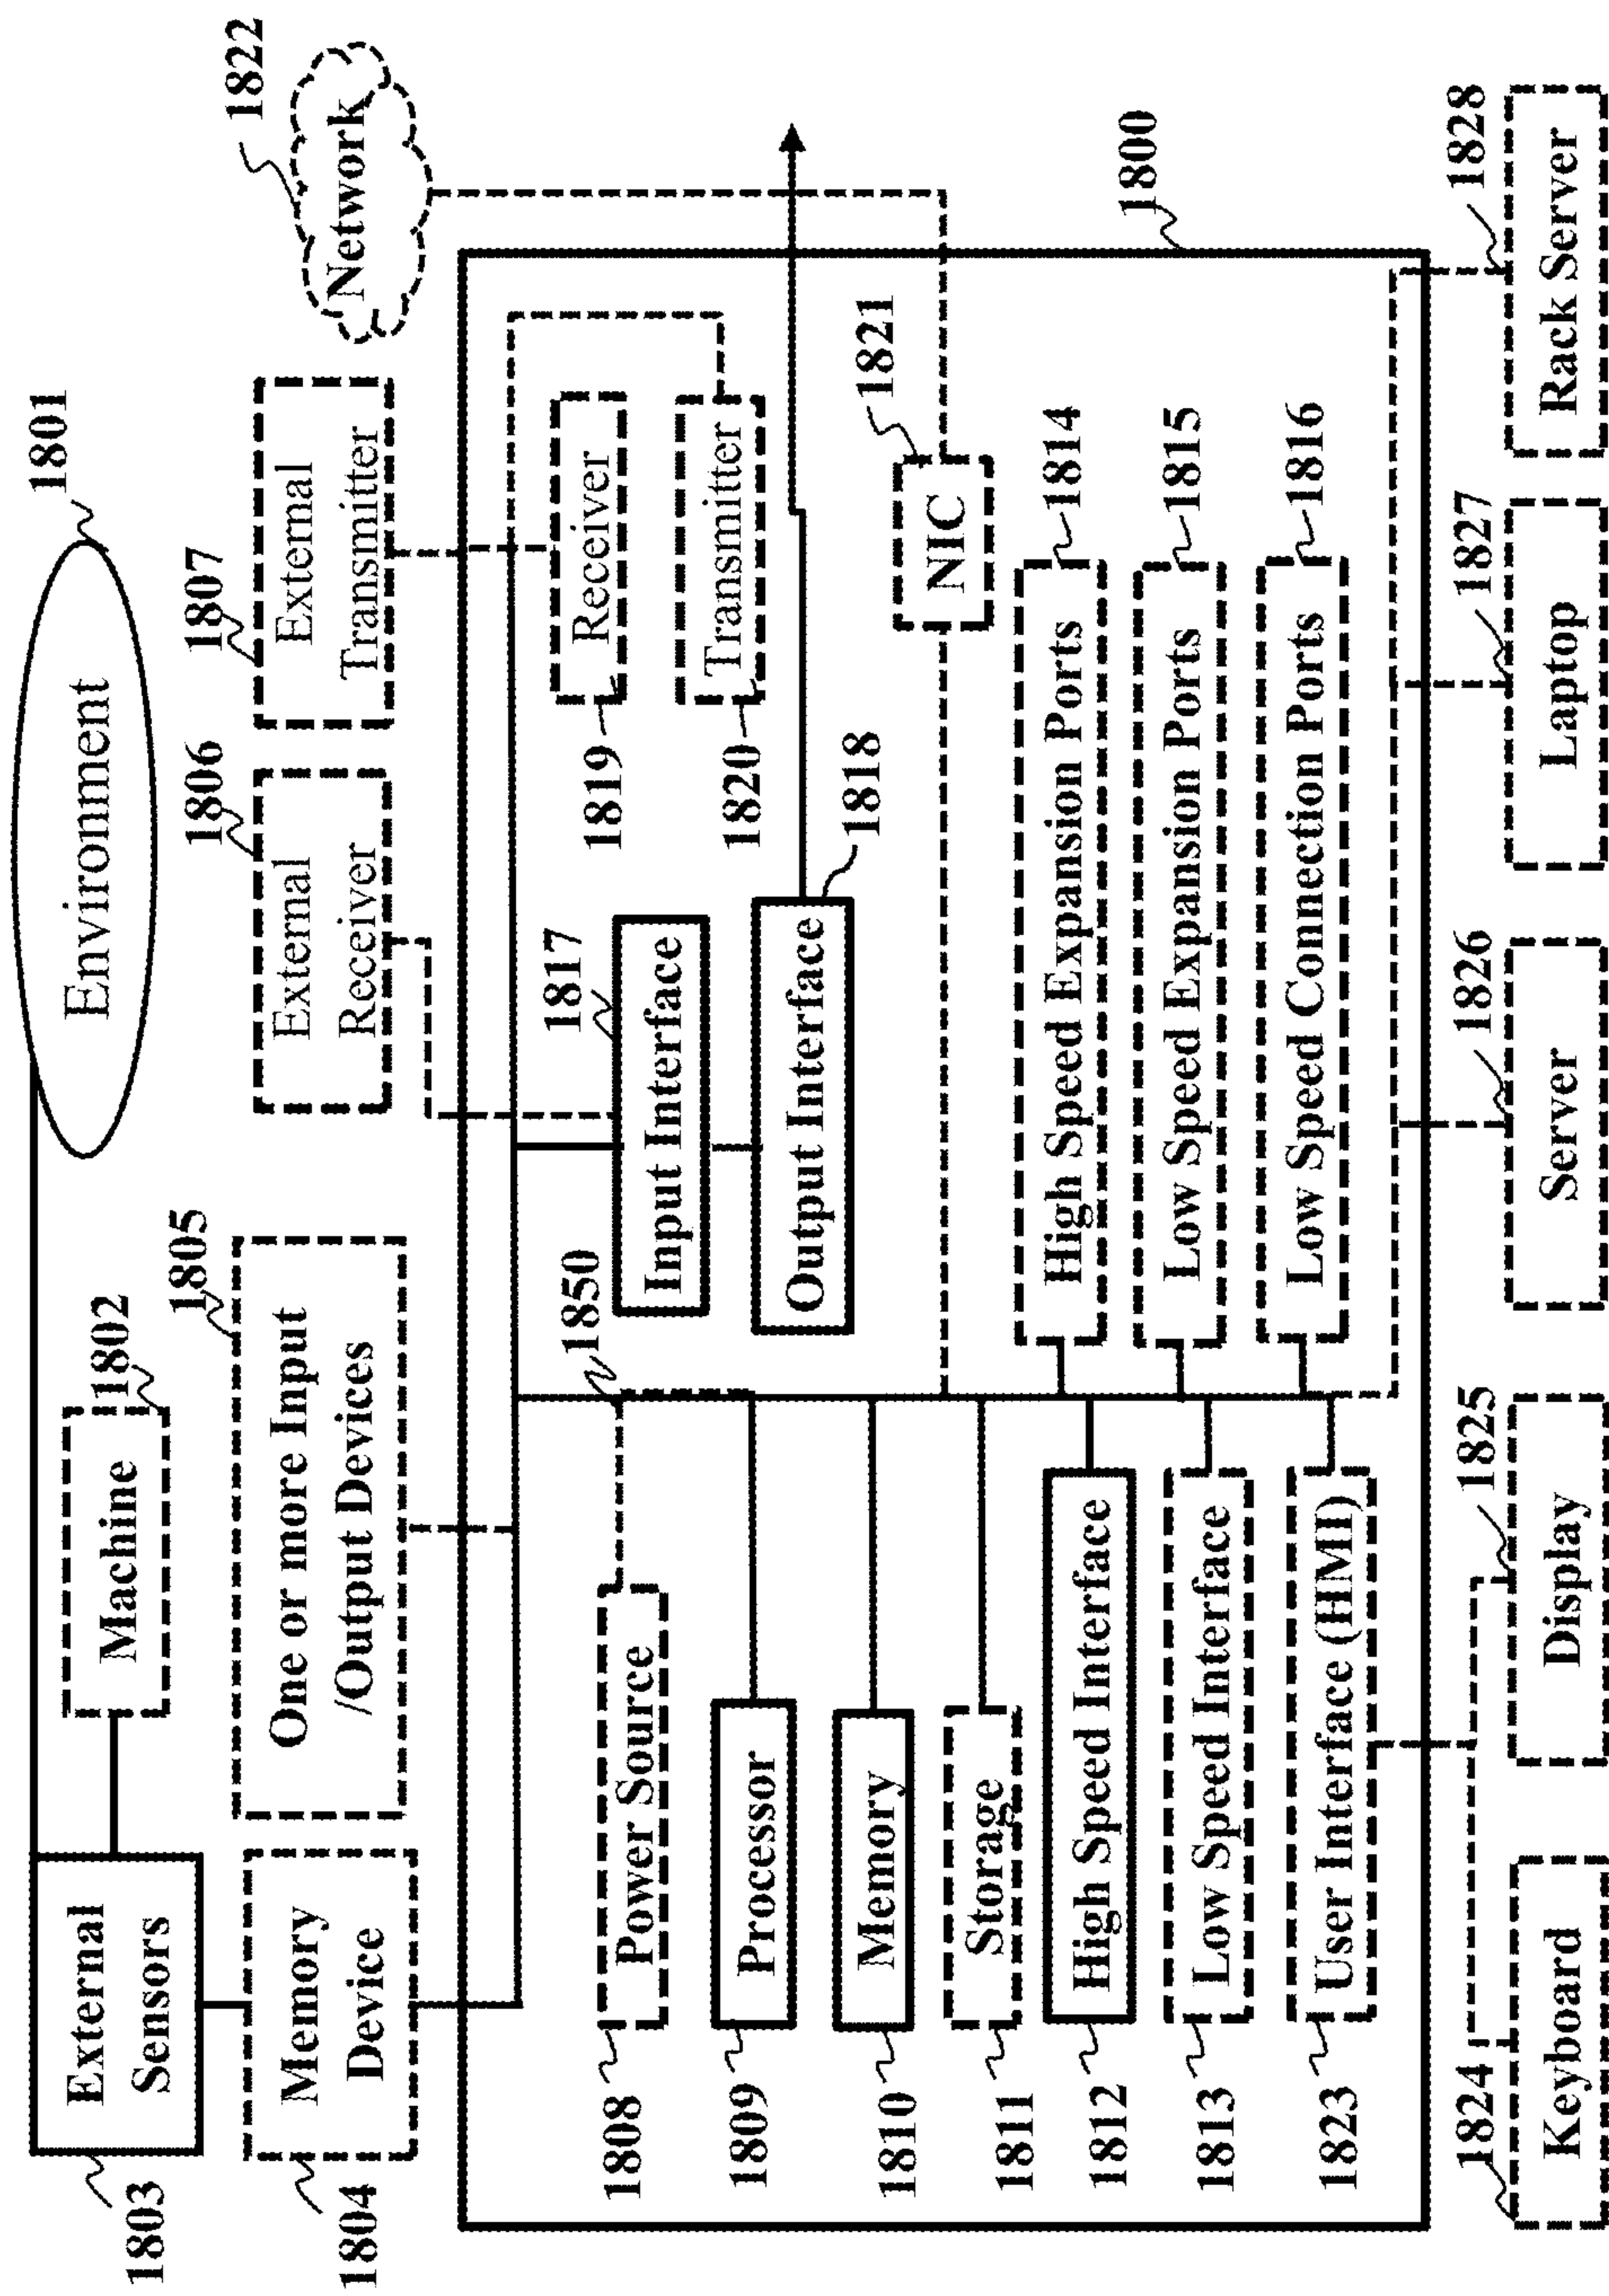 1801
Environment
1803
External
Sensors
Machine
1802
1804
Memory
Device
One or more Input
/Output Devices
1805
1806
External
Receiver
1807
External
Transmitter
1822
Network
1808
Power Source
1850
1817
Input Interface
1819
Receiver
1809
Processor
Output Interface
1818
1820
Transmitter
1810
Memory
1811
Storage
NIC
1821
1812
High Speed Interface
High Speed Expansion Ports
1814
1813
Low Speed Interface
Low Speed Expansion Ports
1815
1823
User Interface (HMI)
Low Speed Connection Ports
1816
1800
1824
Keyboard
1825
Display
1826
Server
1827
Laptop
1828
Rack Server